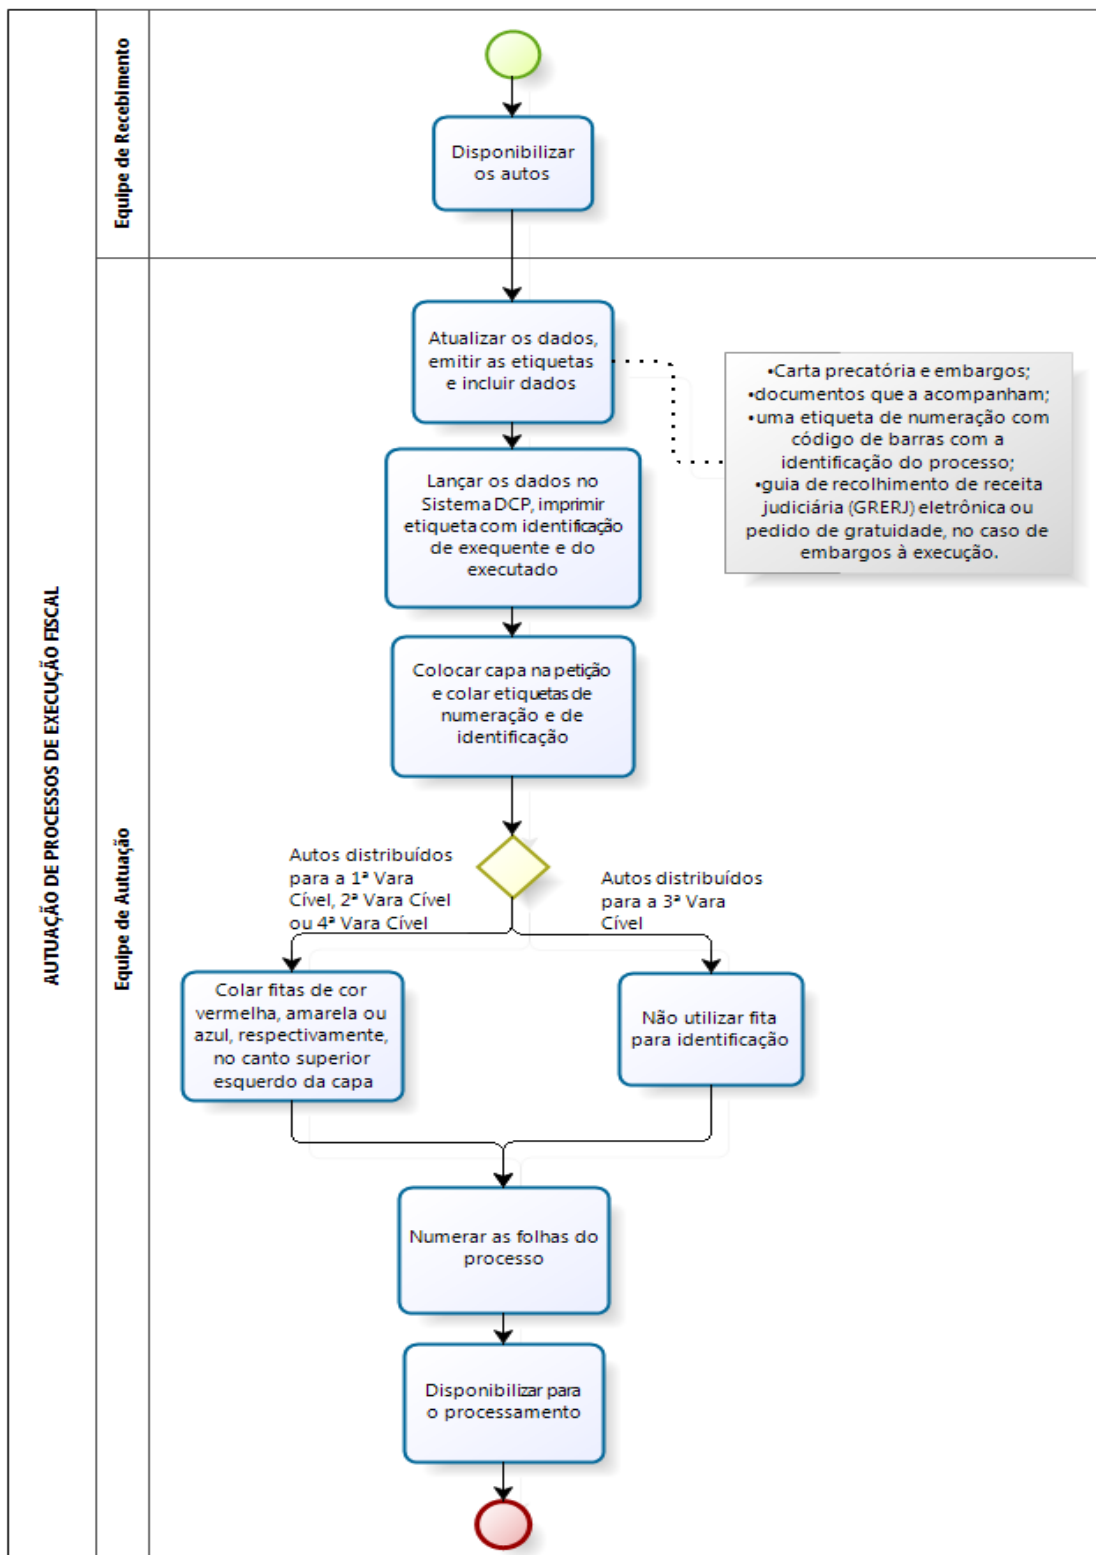 AUTUAÇÃO DE PROCESSOS DE EXECUÇÃO FISCAL
Equipe de Recebimento
Disponibilizar
os autos
Equipe de Autuação
Atualizar os dados,
emitir as etiquetas
e incluir dados
•Carta precatória e embargos;
•documentos que a acompanham;
•uma etiqueta de numeração com
código de barras com a
identificação do processo;
•guia de recolhimento de receita
judiciária (GRERJ) eletrônica ou
pedido de gratuidade, no caso de
embargos à execução.
Lançar os dados no
Sistema DCP, imprimir
etiqueta com identificação
de exequente e do
executado
Colocar capa na petição
e colar etiquetas de
numeração e de
identificação
Autos distribuídos
para a 1ª Vara
Cível, 2ª Vara Cível
ou 4ª Vara Cível
Autos distribuídos
para a 3ª Vara
Cível
Colar fitas de cor
vermelha, amarela ou
azul, respectivamente,
no canto superior
esquerdo da capa
Não utilizar fita
para identificação
Numerar as folhas do
processo
Disponibilizar para
o processamento